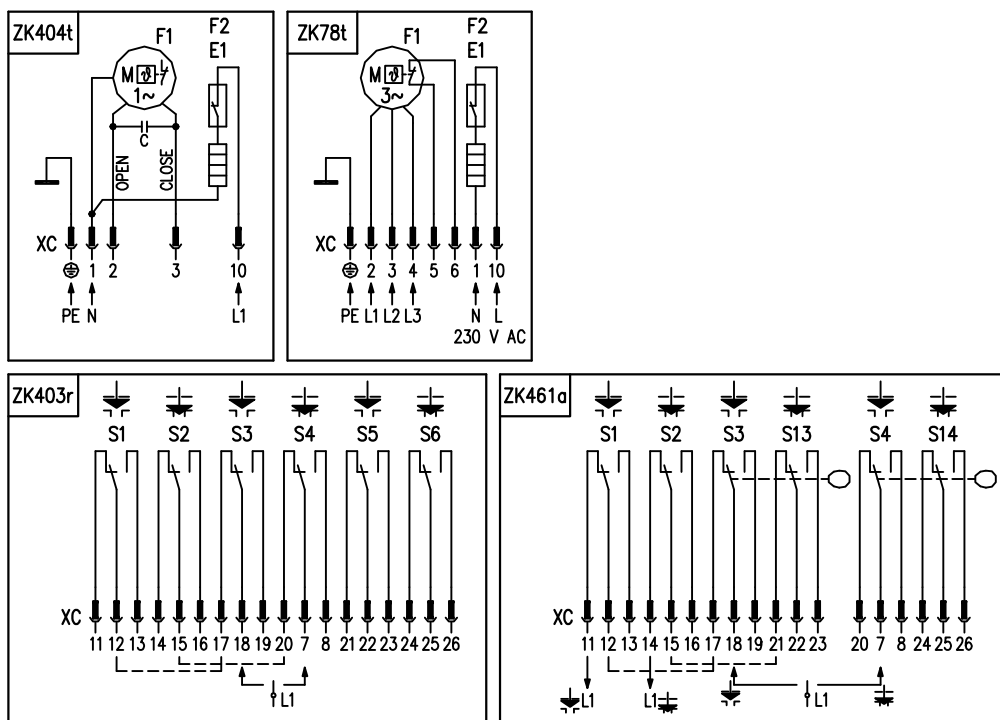 ZK404t
F1
F2
E1
M ϑ
1~
C
OPEN
CLOSE
XC
1 2 3 10
PE N L1
ZK78t
F1
F2
E1
M ϑ
3~
XC
2 3 4 5 6 1 10
PE L1 L2 L3 N L
230 V AC
ZK403r
S1 S2 S3 S4 S5 S6
XC
11 12 13 14 15 16 17 18 19 20 7 8 21 22 23 24 25 26
L1
ZK461a
S1 S2 S3 S13 S4 S14
XC
11 12 13 14 15 16 17 18 19 21 22 23 20 7 8 24 25 26
L1 L1 L1